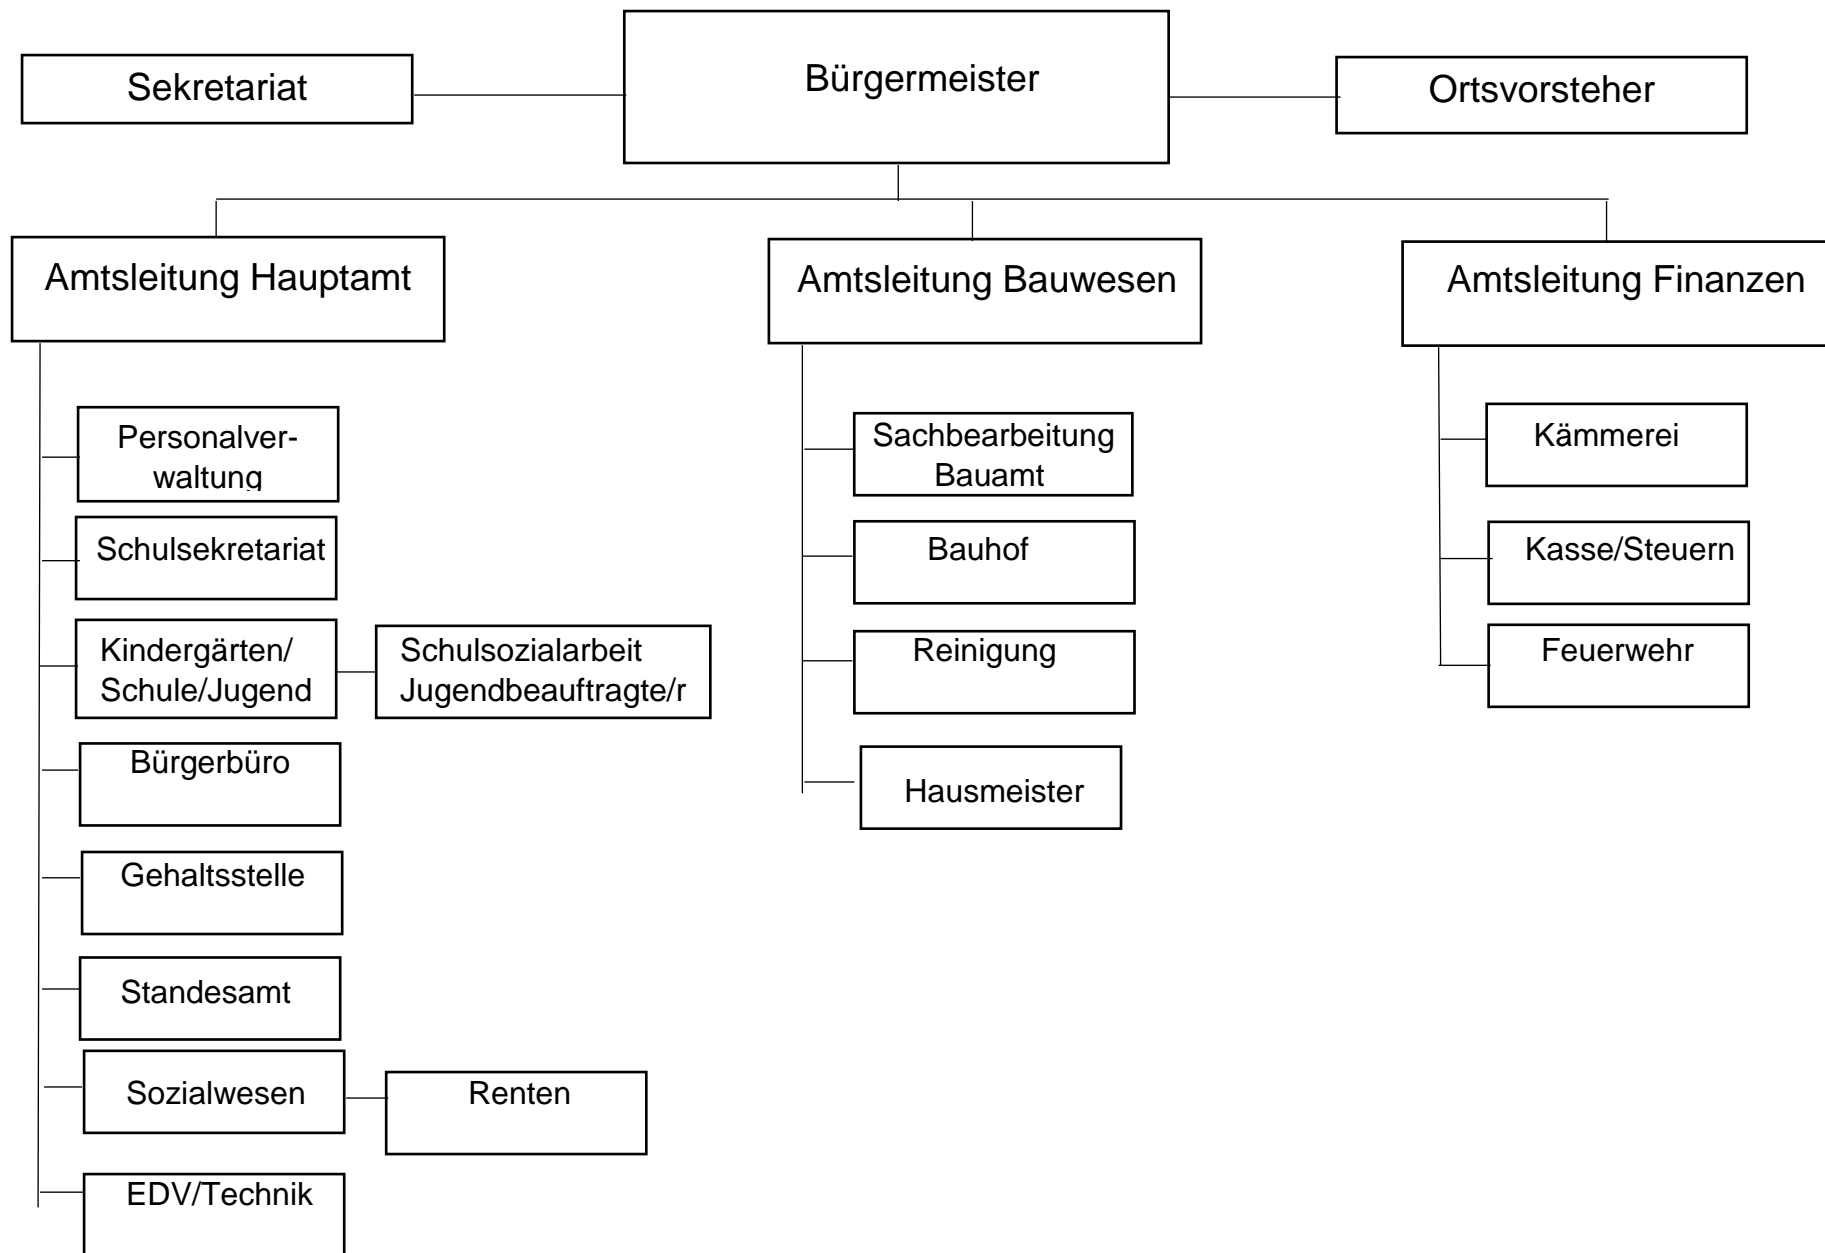 Sekretariat
Bürgermeister
Ortsvorsteher
Amtsleitung Hauptamt
Amtsleitung Bauwesen
Amtsleitung Finanzen
Personalver-
waltung
Schulsekretariat
Kindergärten/
Schule/Jugend
Schulsozialarbeit
Jugendbeauftragte/r
Bürgerbüro
Gehaltsstelle
Standesamt
Sozialwesen
Renten
EDV/Technik
Sachbearbeitung
Bauamt
Bauhof
Reinigung
Hausmeister
Kämmerei
Kasse/Steuern
Feuerwehr